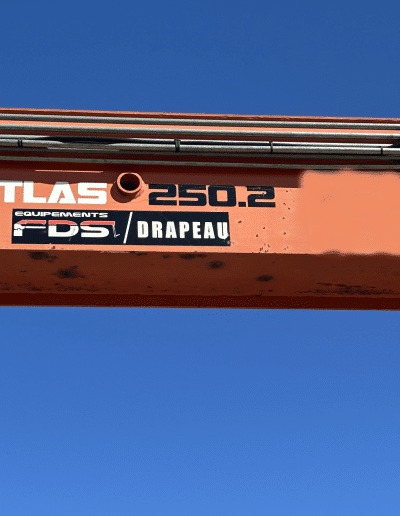 TLAS 250.2
EQUIPEMENTS
FDS / DRAPEAU